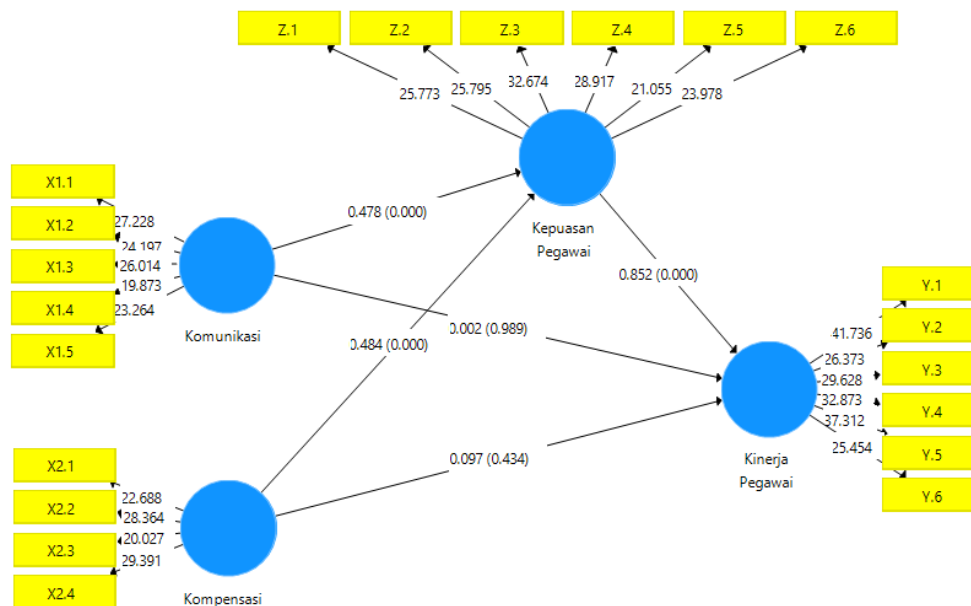 Z.1
Z.2
Z.3
Z.4
Z.5
Z.6
25.773
25.795
32.674
28.917
21.055
23.978
X1.1
X1.2
X1.3
X1.4
X1.5
27.228
24.197
26.014
19.873
23.264
Komunikasi
0.478 (0.000)
Kepuasan
Pegawai
0.852 (0.000)
0.002 (0.989)
0.484 (0.000)
0.097 (0.434)
Y.1
Y.2
Y.3
Y.4
Y.5
Y.6
41.736
26.373
29.628
32.873
37.312
25.454
Kinerja
Pegawai
X2.1
X2.2
X2.3
X2.4
22.688
28.364
20.027
29.391
Kompensasi